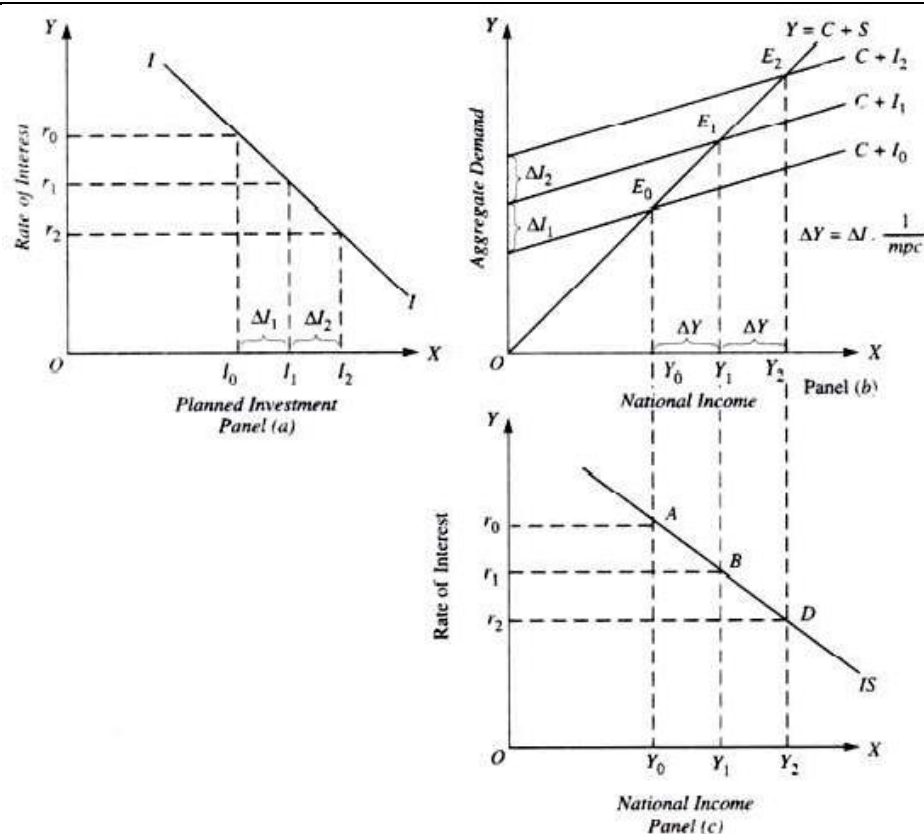 Y
I
r₀
r₁
r₂
Rate of Interest
ΔI₁ ΔI₂
I
O I₀ I₁ I₂ X
Planned Investment
Panel (a)
Y
Y = C + S
E₂
C + I₂
E₁
C + I₁
E₀
C + I₀
Aggregate Demand
ΔI₂
ΔI₁
ΔY = ΔI . 1/mpc
ΔY ΔY
O Y₀ Y₁ Y₂ X
National Income
Panel (b)
Y
r₀ A
r₁ B
r₂ D
Rate of Interest
IS
O Y₀ Y₁ Y₂ X
National Income
Panel (c)